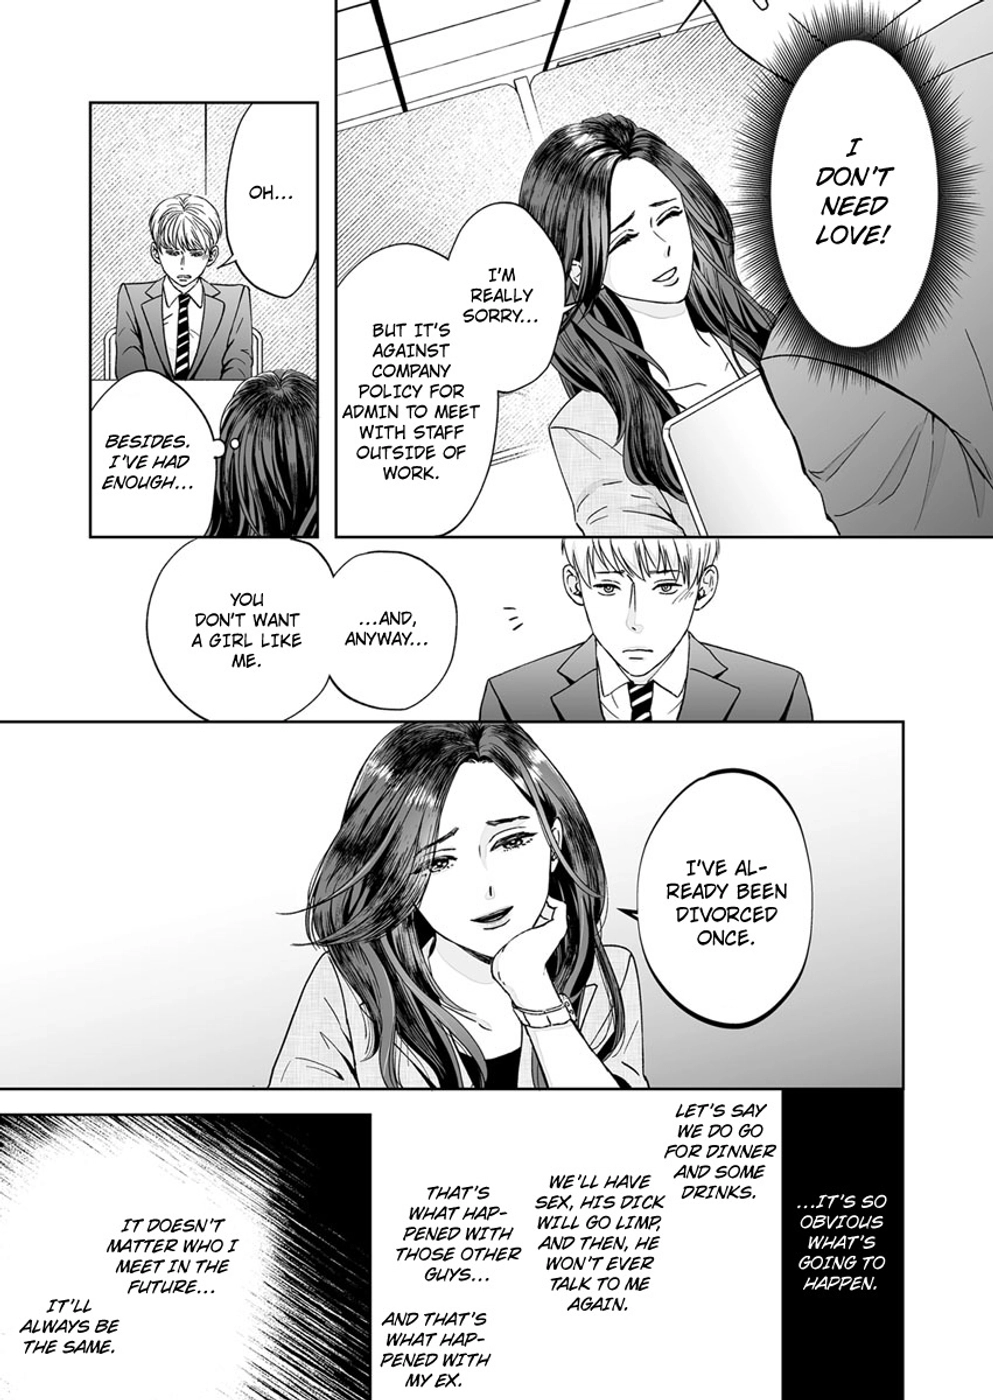 I
DON'T
NEED
LOVE!
I'M
REALLY
SORRY...
BUT IT'S
AGAINST
COMPANY
POLICY FOR
ADMIN TO MEET
WITH STAFF
OUTSIDE OF
WORK.
OH...
BESIDES.
I'VE HAD
ENOUGH...
...AND,
ANYWAY...
YOU
DON'T WANT
A GIRL LIKE
ME.
I'VE AL-
READY BEEN
DIVORCED
ONCE.
...IT'S SO
OBVIOUS
WHAT'S
GOING TO
HAPPEN.
LET'S SAY
WE DO GO
FOR DINNER
AND SOME
DRINKS.
WE'LL HAVE
SEX, HIS DICK
WILL GO LIMP,
AND THEN, HE
WON'T EVER
TALK TO ME
AGAIN.
THAT'S
WHAT HAP-
PENED WITH
THOSE OTHER
GUYS...
AND THAT'S
WHAT HAP-
PENED WITH
MY EX.
IT DOESN'T
MATTER WHO I
MEET IN THE
FUTURE...
IT'LL
ALWAYS BE
THE SAME.